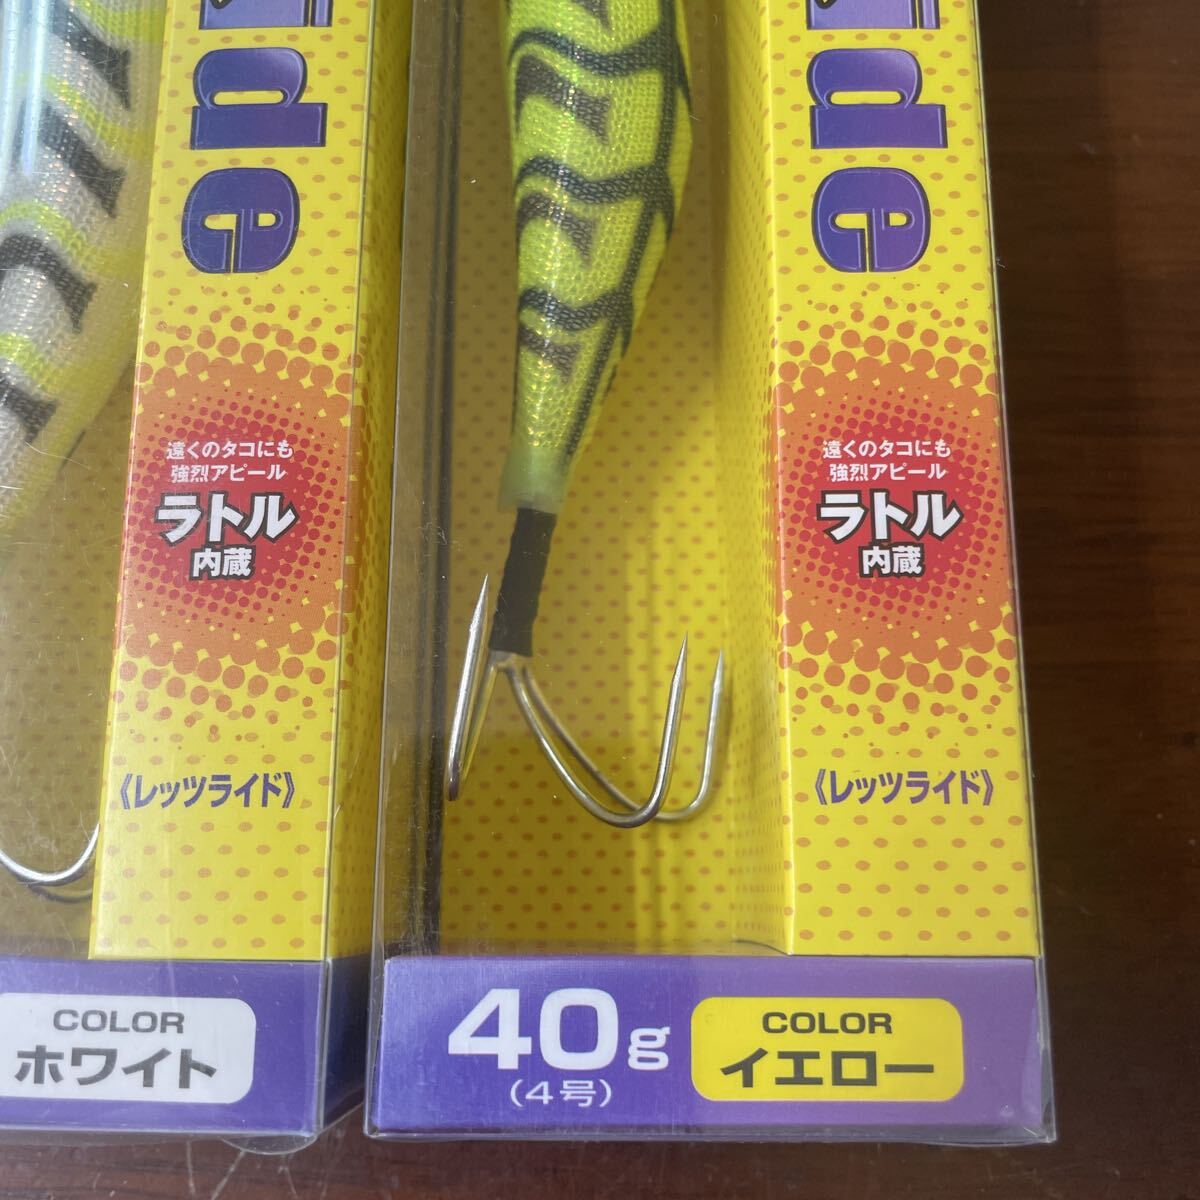 ide
遠くのタコにも
強烈アピール
ラトル
内蔵
《レッツライド》
COLOR
ホワイト
ide
遠くのタコにも
強烈アピール
ラトル
内蔵
《レッツライド》
40g
(4号)
COLOR
イエロー